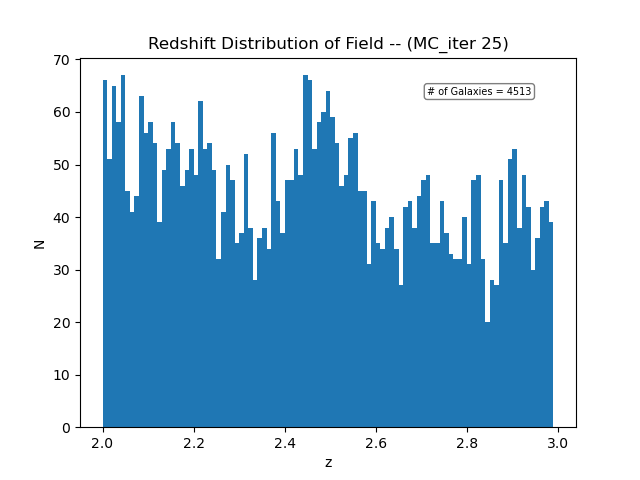 Redshift Distribution of Field -- (MC_iter 25)
70
# of Galaxies = 4513
60
50
40
N
30
20
10
0
2.0 2.2 2.4 2.6 2.8 3.0
z